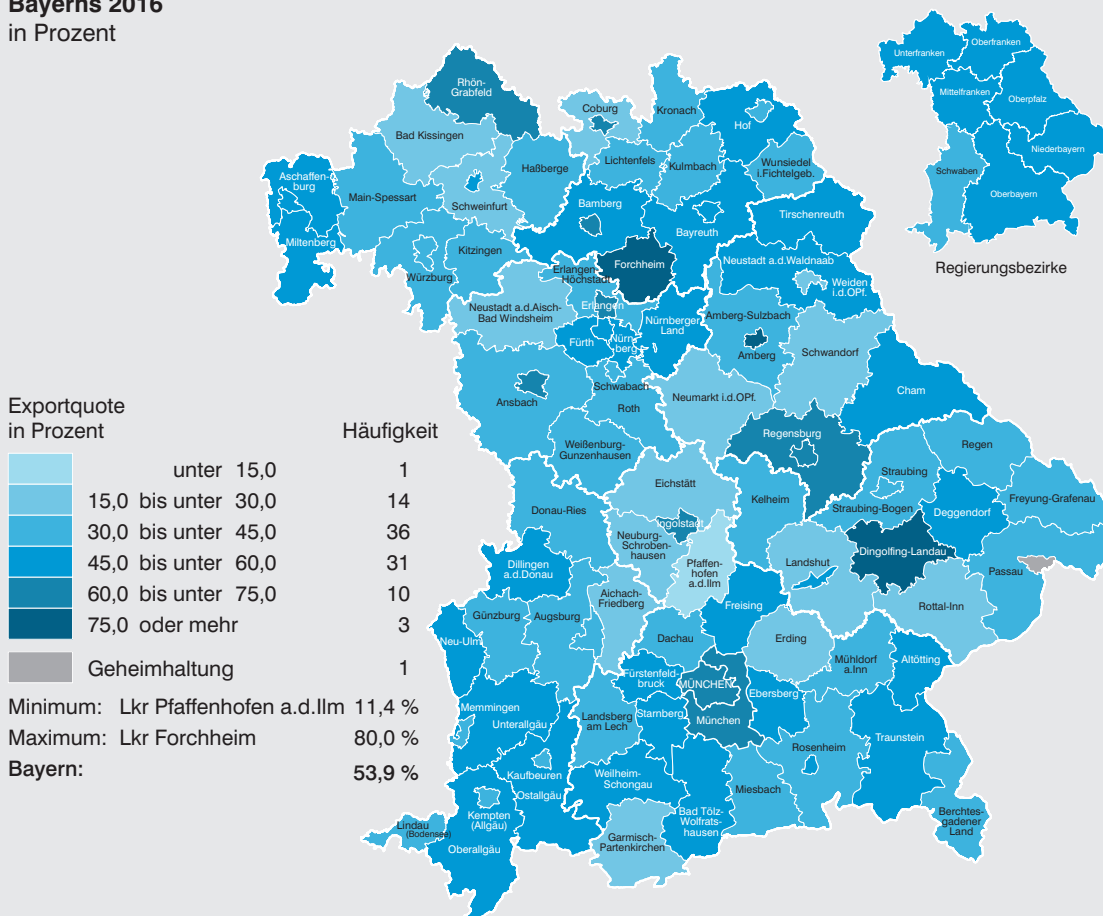 Bayerns 2016
in Prozent
Unterfranken
Oberfranken
Mittelfranken
Oberpfalz
Niederbayern
Schwaben
Oberbayern
Regierungsbezirke
Rhön-
Grabfeld
Coburg
Kronach
Hof
Bad Kissingen
Lichtenfels
Kulmbach
Wunsiedel
i.Fichtelgeb.
Haßberge
Aschaffen-
burg
Main-Spessart
Schweinfurt
Bamberg
Bayreuth
Tirschenreuth
Miltenberg
Kitzingen
Würzburg
Forchheim
Erlangen-
Höchstadt
Neustadt a.d.Waldnaab
Weiden
i.d.OPf.
Neustadt a.d.Aisch-
Bad Windsheim
Erlangen
Nürnberger
Land
Amberg-Sulzbach
Fürth
Nürn-
berg
Amberg
Schwandorf
Ansbach
Schwabach
Roth
Neumarkt i.d.OPf.
Cham
Weißenburg-
Gunzenhausen
Regensburg
Regen
Straubing
Eichstätt
Kelheim
Freyung-Grafenau
Donau-Ries
Straubing-Bogen
Deggendorf
Ingolstadt
Neuburg-
Schroben-
hausen
Dingolfing-Landau
Dillingen
a.d.Donau
Pfaffen-
hofen
a.d.Ilm
Landshut
Passau
Aichach-
Friedberg
Freising
Rottal-Inn
Günzburg
Augsburg
Dachau
Erding
Neu-Ulm
Mühldorf
a.Inn
Altötting
Fürstenfeld-
bruck
MÜNCHEN
Ebersberg
Memmingen
Unterallgäu
Landsberg
am Lech
Starnberg
München
Traunstein
Rosenheim
Kaufbeuren
Ostallgäu
Weilheim-
Schongau
Miesbach
Kempten
(Allgäu)
Bad Tölz-
Wolfrats-
hausen
Berchtes-
gadener
Land
Lindau
(Bodensee)
Oberallgäu
Garmisch-
Partenkirchen
Exportquote
in Prozent Häufigkeit
unter 15,0 1
15,0 bis unter 30,0 14
30,0 bis unter 45,0 36
45,0 bis unter 60,0 31
60,0 bis unter 75,0 10
75,0 oder mehr 3
Geheimhaltung 1
Minimum: Lkr Pfaffenhofen a.d.Ilm 11,4 %
Maximum: Lkr Forchheim 80,0 %
Bayern: 53,9 %